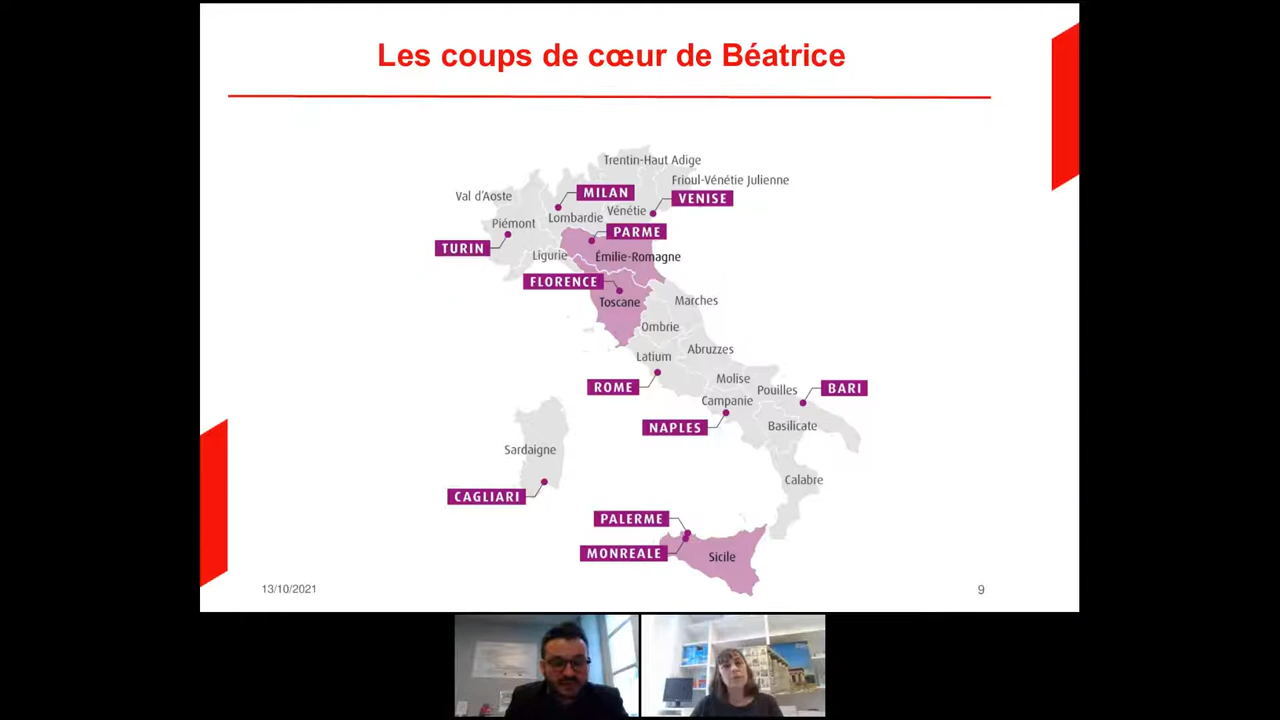 Les coups de cœur de Béatrice
Trentin-Haut Adige
Frioul-Vénétie Julienne
Val d'Aoste
MILAN
VENISE
Vénétie
Lombardie
Piémont
PARME
TURIN
Ligurie
Émilie-Romagne
FLORENCE
Toscane
Marches
Ombrie
Abruzzes
Latium
Molise
ROME
Pouilles
BARI
Campanie
NAPLES
Basilicate
Sardaigne
Calabre
CAGLIARI
PALERME
MONREALE
Sicile
13/10/2021
9